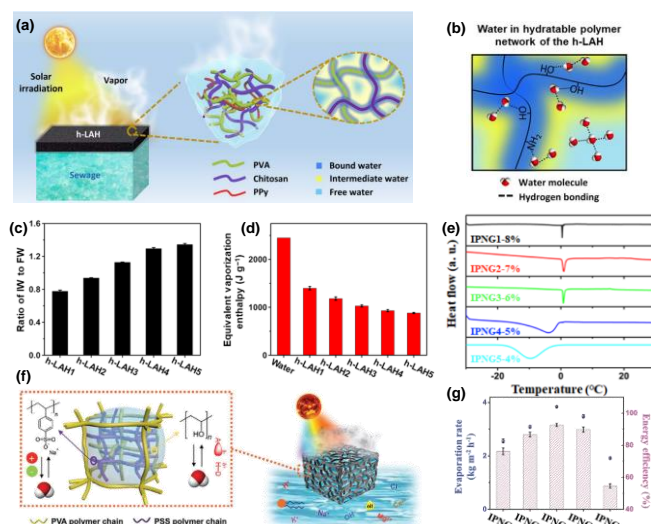 (a)
Solar
irradiation
Vapor
h-LAH
Sewage
PVA
Chitosan
PPy
Bound water
Intermediate water
Free water
(b)
Water in hydratable polymer
network of the h-LAH
HO
OH
OH
NH2
Water molecule
Hydrogen bonding
(c)
Ratio of IW to FW
1.6
1.2
0.8
0.4
0.0
h-LAH1
h-LAH2
h-LAH3
h-LAH4
h-LAH5
(d)
Equivalent vaporization
enthalpy (J g⁻¹)
2000
1000
0
Water
h-LAH1
h-LAH2
h-LAH3
h-LAH4
h-LAH5
(e)
Heat flow (a. u.)
IPNG1-8%
IPNG2-7%
IPNG3-6%
IPNG4-5%
IPNG5-4%
-20
0
20
Temperature (°C)
(f)
Na⁺
HO
PVA polymer chain
PSS polymer chain
(g)
Evaporation rate
(kg m⁻² h⁻¹)
4
2
0
Energy
efficiency (%)
90
80
60
40